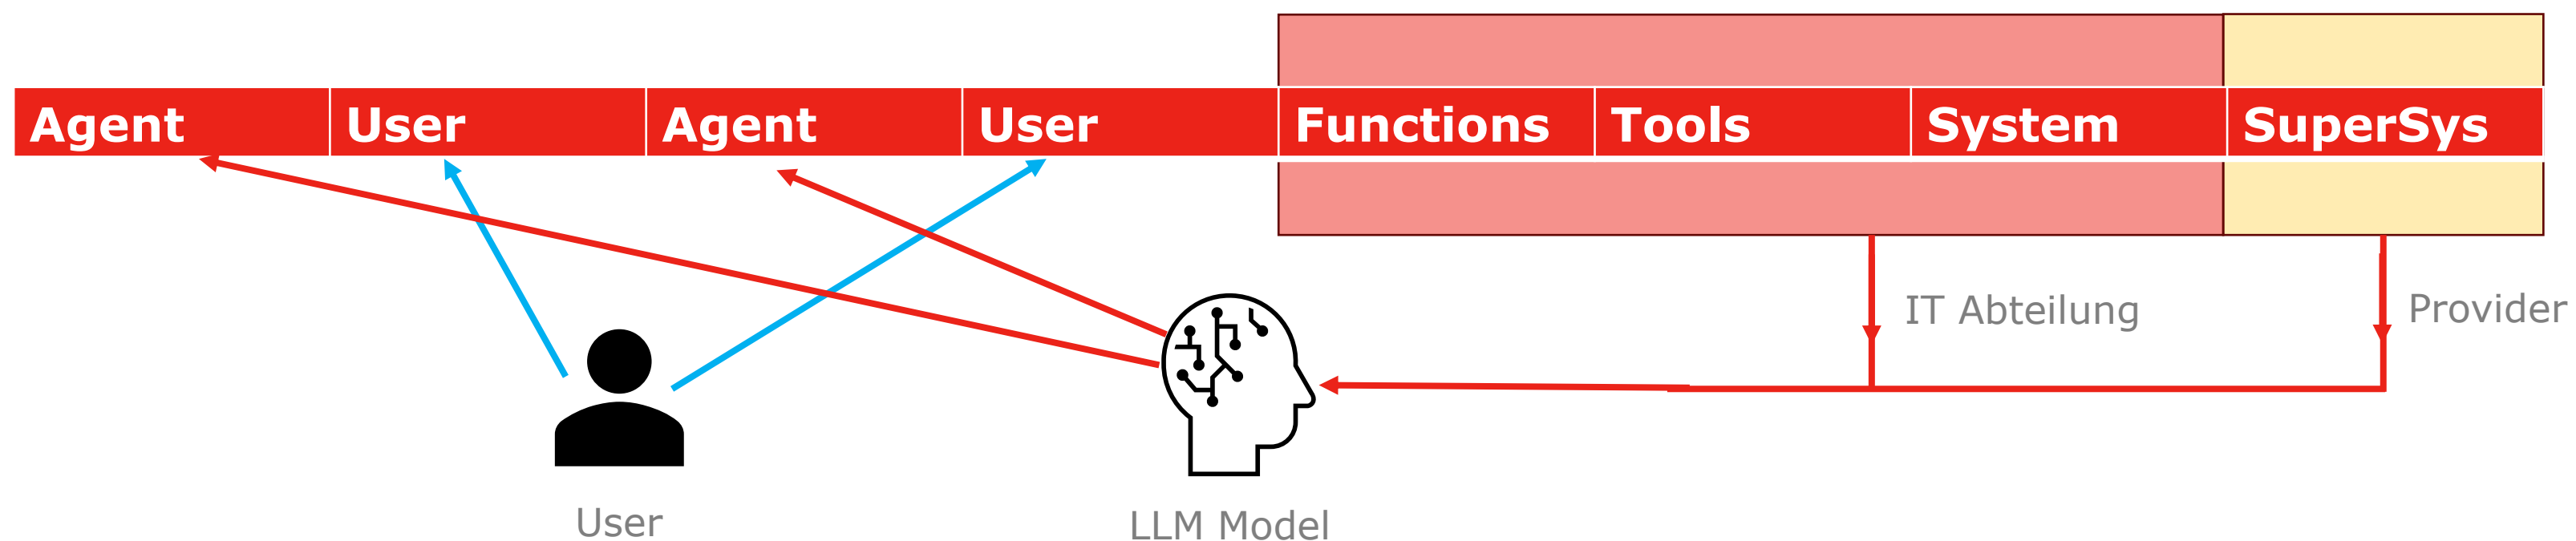 Agent User Agent User Functions Tools System SuperSys
IT Abteilung Provider
User LLM Model